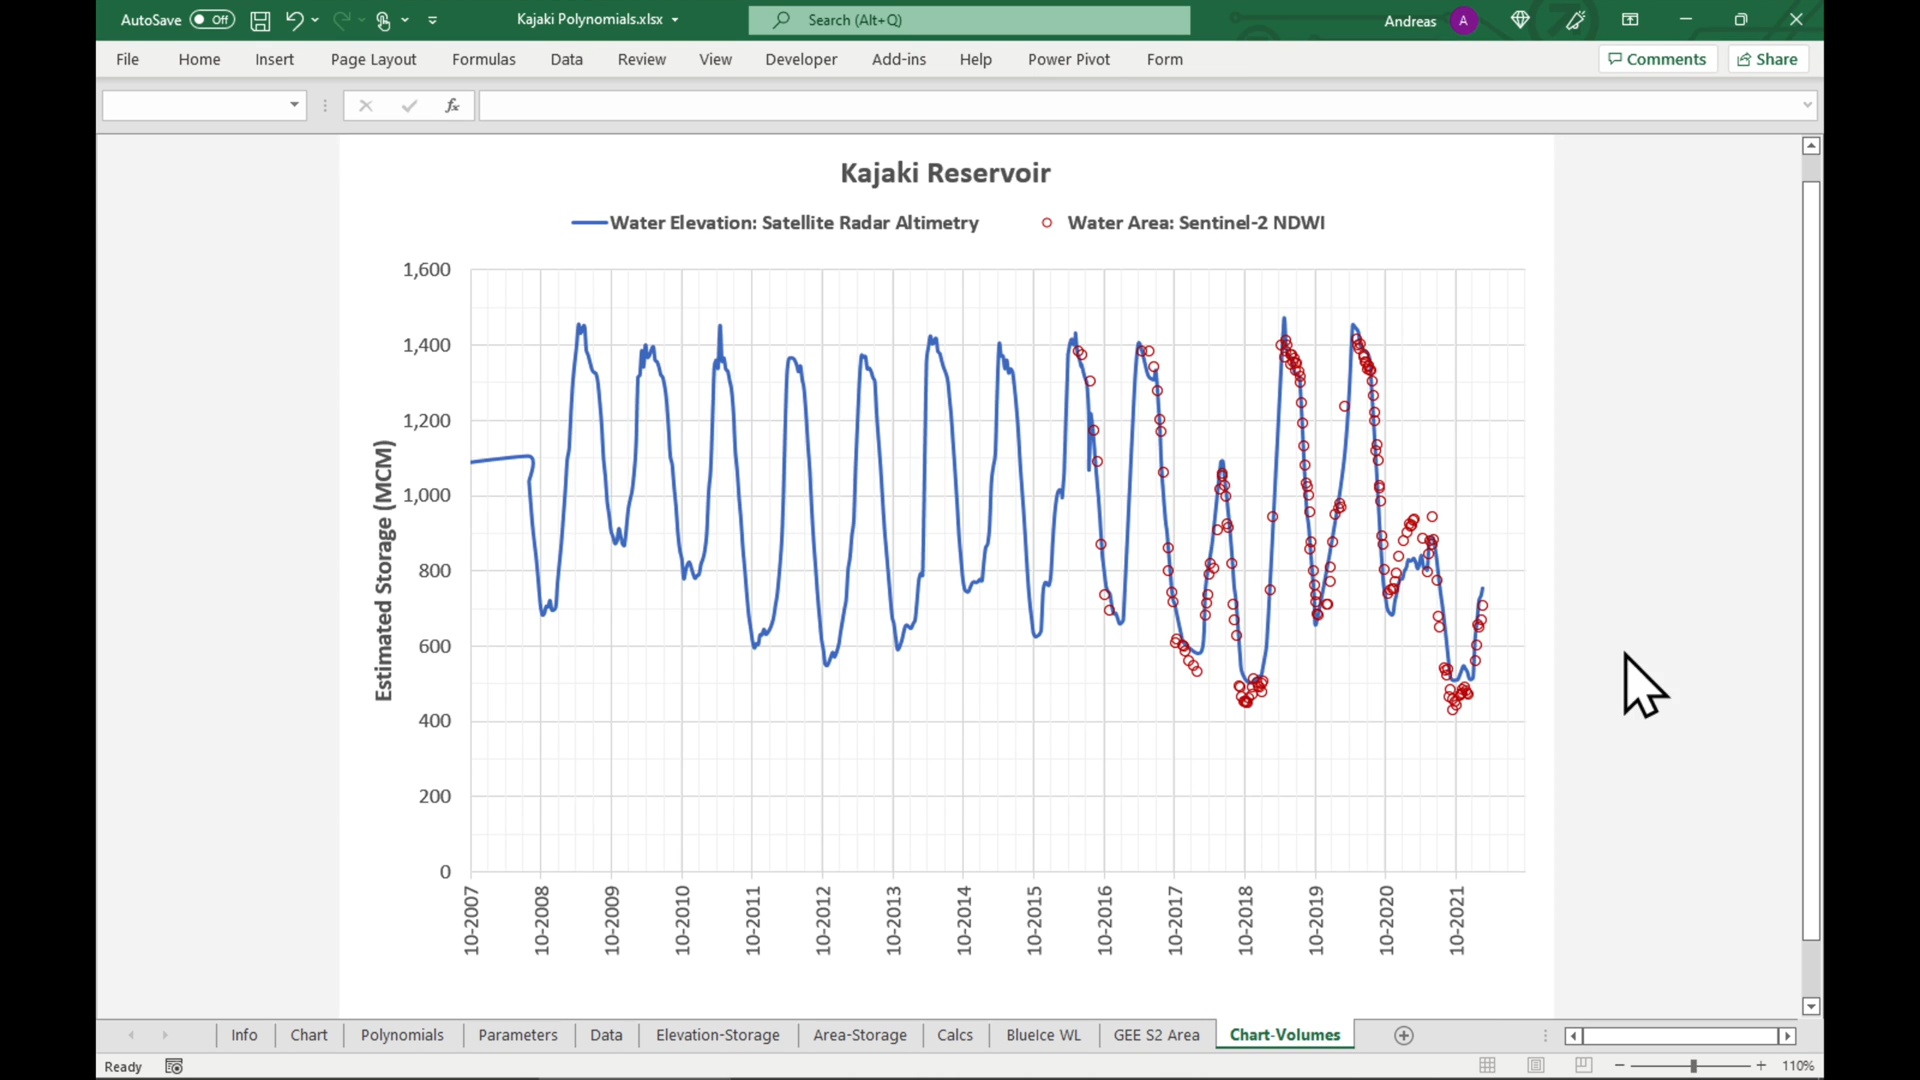 AutoSave Off Kajaki Polynomials.xlsx Search (Alt+Q) Andreas A
File Home Insert Page Layout Formulas Data Review View Developer Add-ins Help Power Pivot Form Comments Share
fx
Kajaki Reservoir
Water Elevation: Satellite Radar Altimetry Water Area: Sentinel-2 NDWI
Estimated Storage (MCM)
1,600
1,400
1,200
1,000
800
600
400
200
0
10-2007 10-2008 10-2009 10-2010 10-2011 10-2012 10-2013 10-2014 10-2015 10-2016 10-2017 10-2018 10-2019 10-2020 10-2021
Info Chart Polynomials Parameters Data Elevation-Storage Area-Storage Calcs BlueIce WL GEE S2 Area Chart-Volumes
Ready 110%